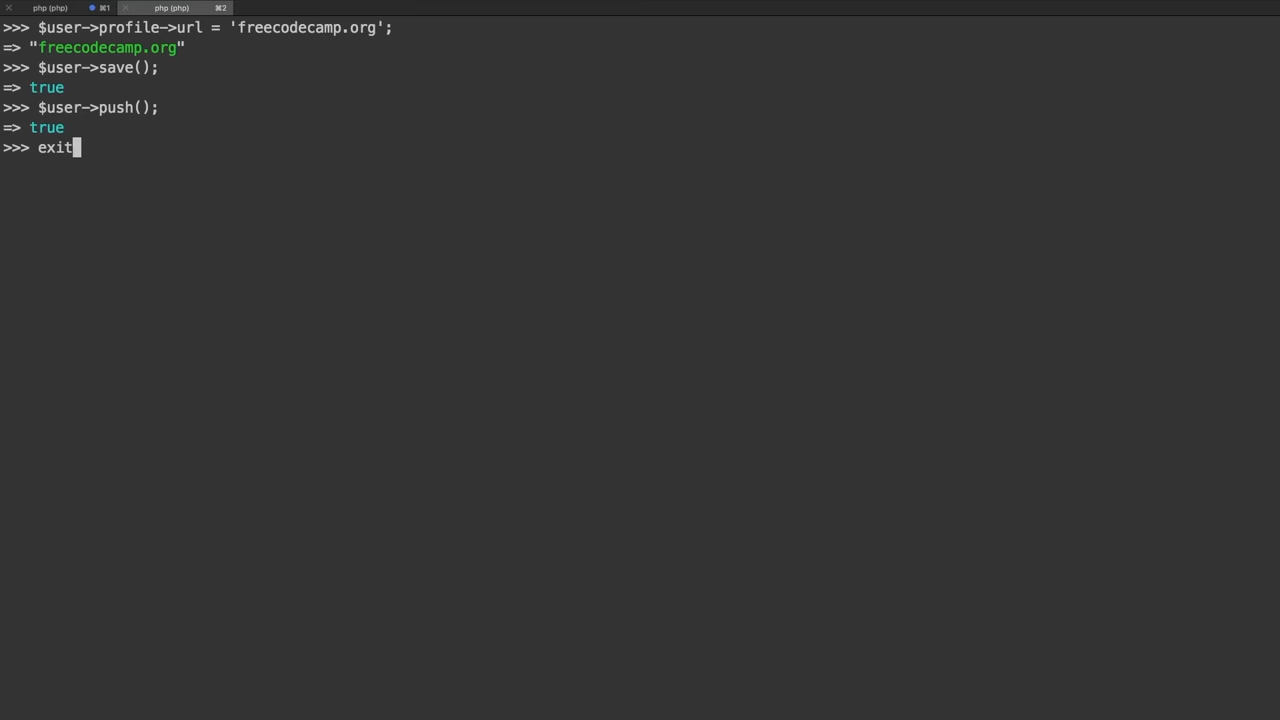 php (php) ⌘1 php (php) ⌘2
>>> $user->profile->url = 'freecodecamp.org';
=> "freecodecamp.org"
>>> $user->save();
=> true
>>> $user->push();
=> true
>>> exit